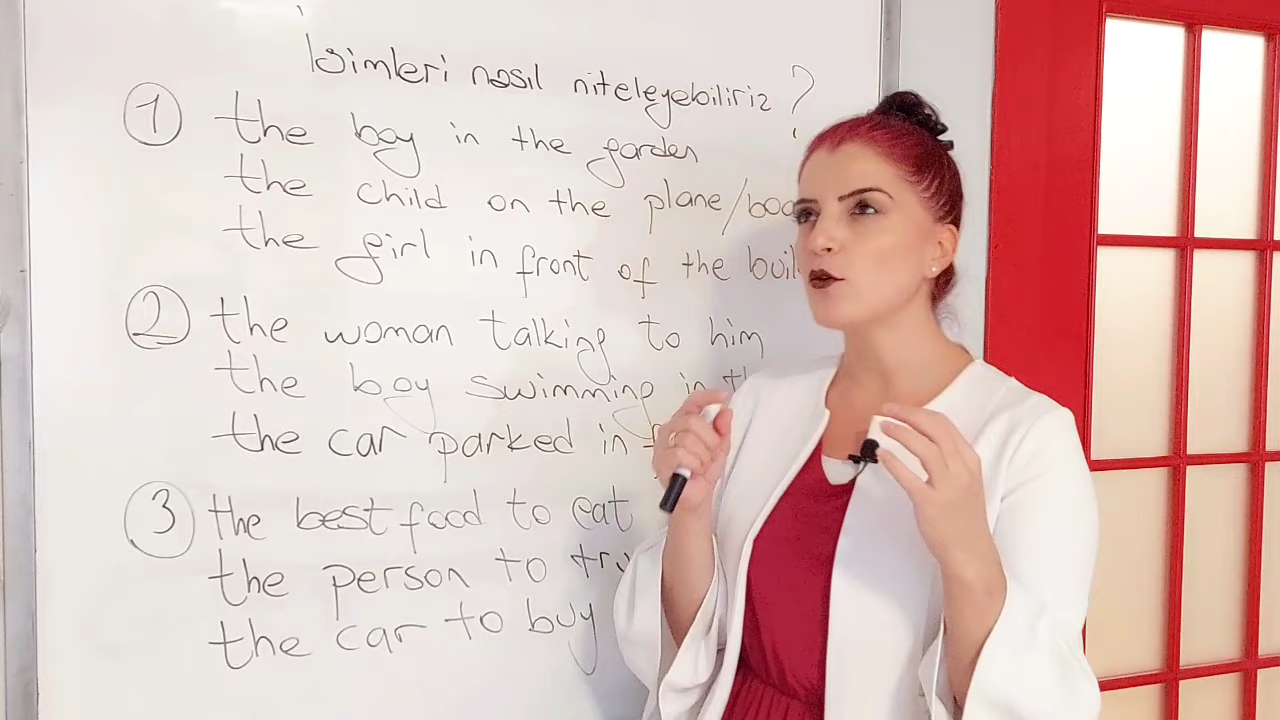 İsimleri nasıl niteleyebiliriz?
1 the boy in the garden
the child on the plane/
the girl in front of the
2 the woman talking to him
the boy swimming in
the car parked in
3 the best food to eat
the person to
the car to buy